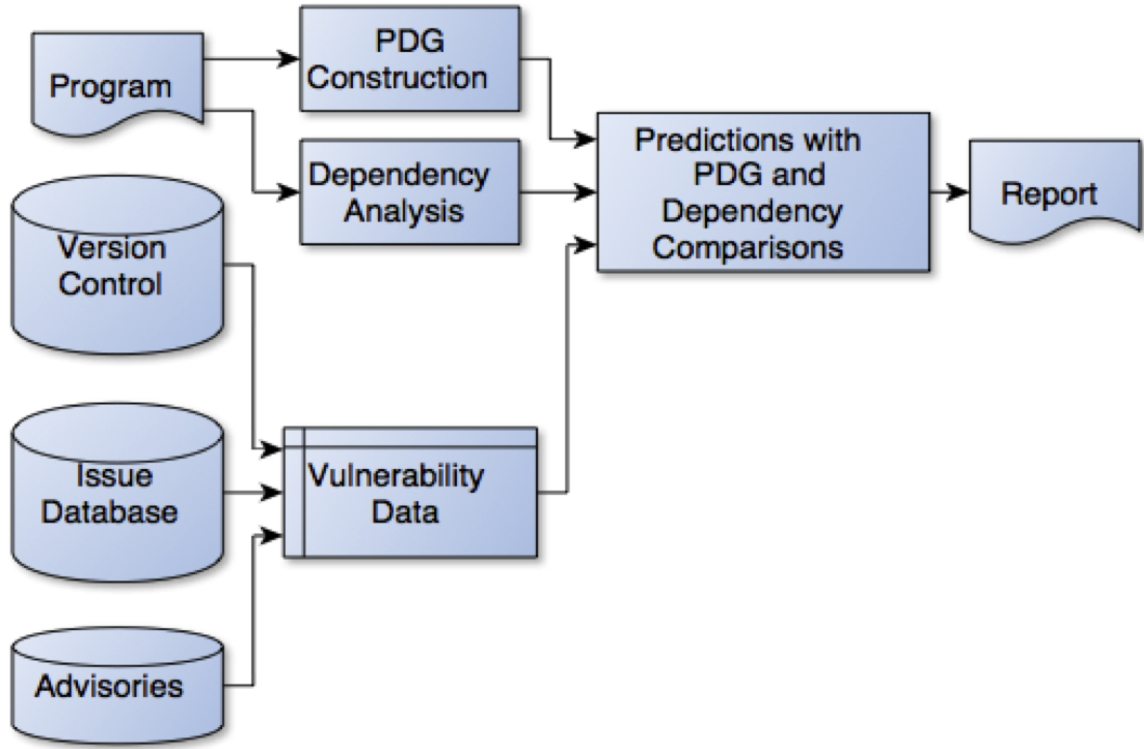 Program
PDG
Construction
Dependency
Analysis
Predictions with
PDG and
Dependency
Comparisons
Report
Version
Control
Issue
Database
Vulnerability
Data
Advisories